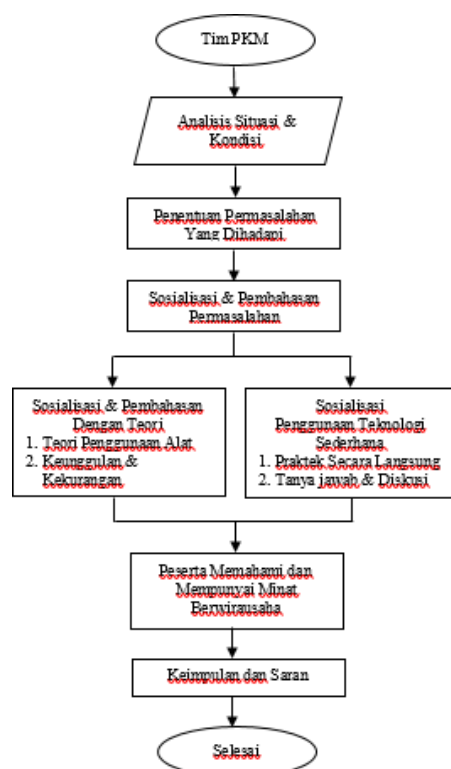 Tim PKM
Analisis Situasi &
Kondisi
Penentuan Permasalahan
Yang Dihadapi
Sosialisasi & Pembahasan
Permasalahan
Sosialisasi & Pembahasan
Dengan Teori
1. Teori Penggunaan Alat
2. Keunggulan &
Kekurangan
Sosialisasi
Penggunaan Teknologi
Sederhana
1. Praktek Secara Langsung
2. Tanya jawab & Diskusi
Peserta Memahami dan
Mempunyai Minat
Berwirausaha
Keimpulan dan Saran
Selesai